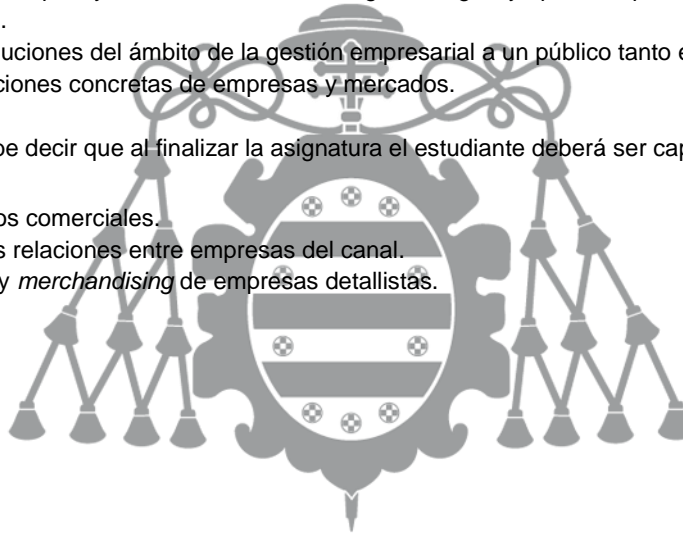 .
uciones del ámbito de la gestión empresarial a un público tanto
ciones concretas de empresas y mercados.
be decir que al finalizar la asignatura el estudiante deberá ser
os comerciales.
s relaciones entre empresas del canal.
y merchandising de empresas detallistas.